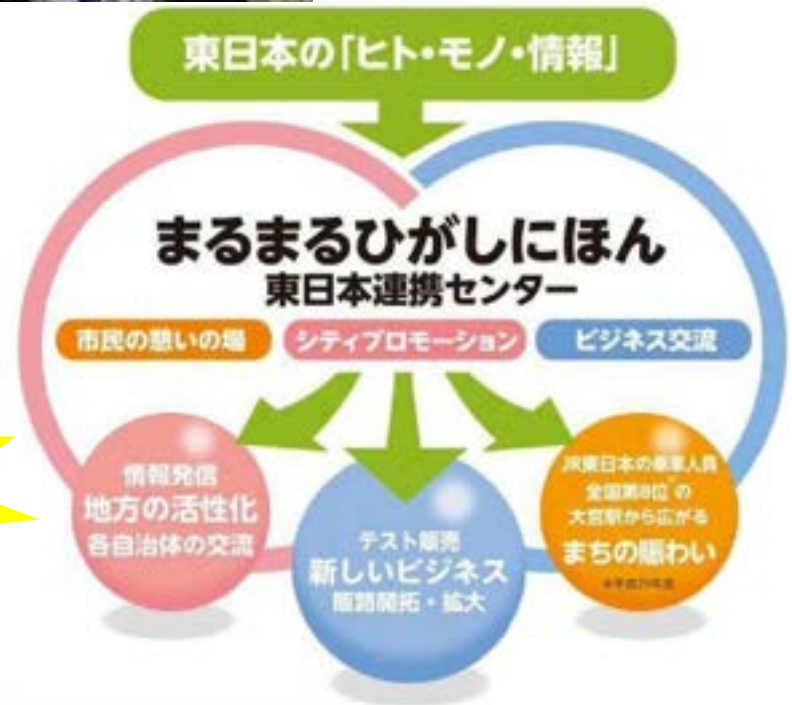 東日本の「ヒト・モノ・情報」
まるまるひがしにほん
東日本連携センター
市民の憩いの場
シティプロモーション
ビジネス交流
情報発信
地方の活性化
各自治体の交流
テスト販売
新しいビジネス
販路開拓・拡大
JR東日本の乗車人員
全国第8位※の
大宮駅から広がる
まちの賑わい